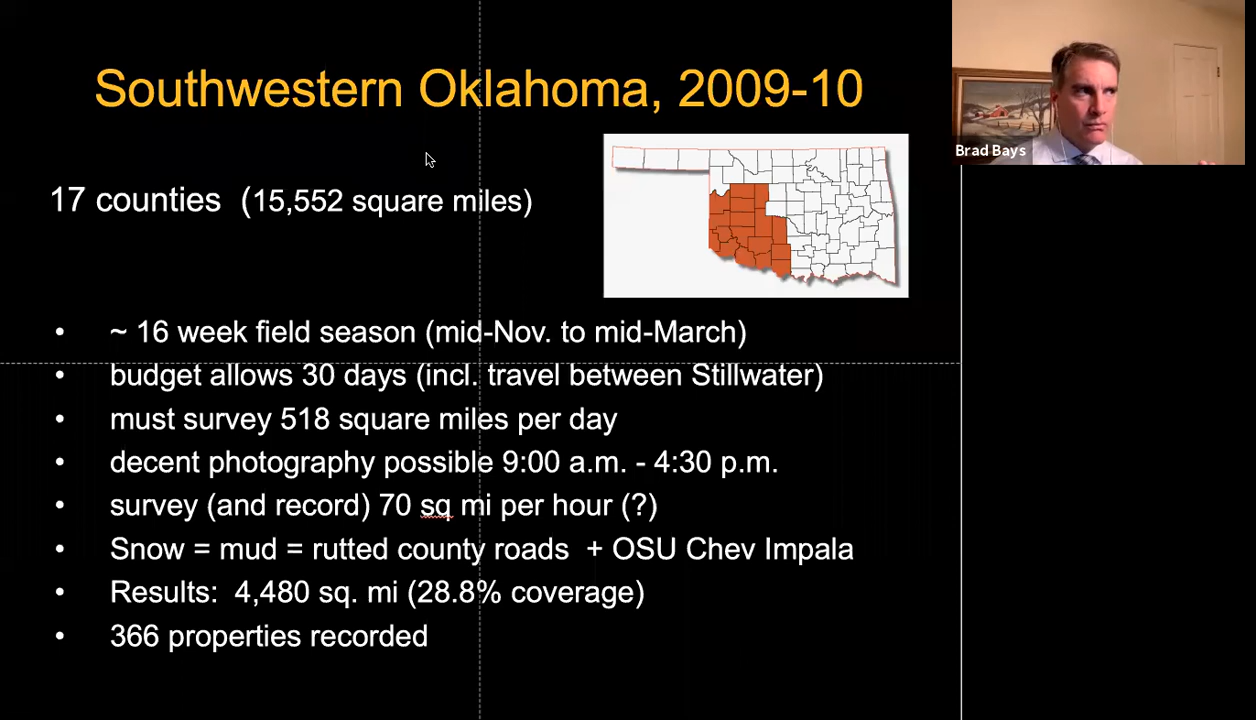 Southwestern Oklahoma, 2009-10
Brad Bays
17 counties (15,552 square miles)
• ~ 16 week field season (mid-Nov. to mid-March)
• budget allows 30 days (incl. travel between Stillwater)
• must survey 518 square miles per day
• decent photography possible 9:00 a.m. - 4:30 p.m.
• survey (and record) 70 sq mi per hour (?)
• Snow = mud = rutted county roads + OSU Chev Impala
• Results: 4,480 sq. mi (28.8% coverage)
• 366 properties recorded